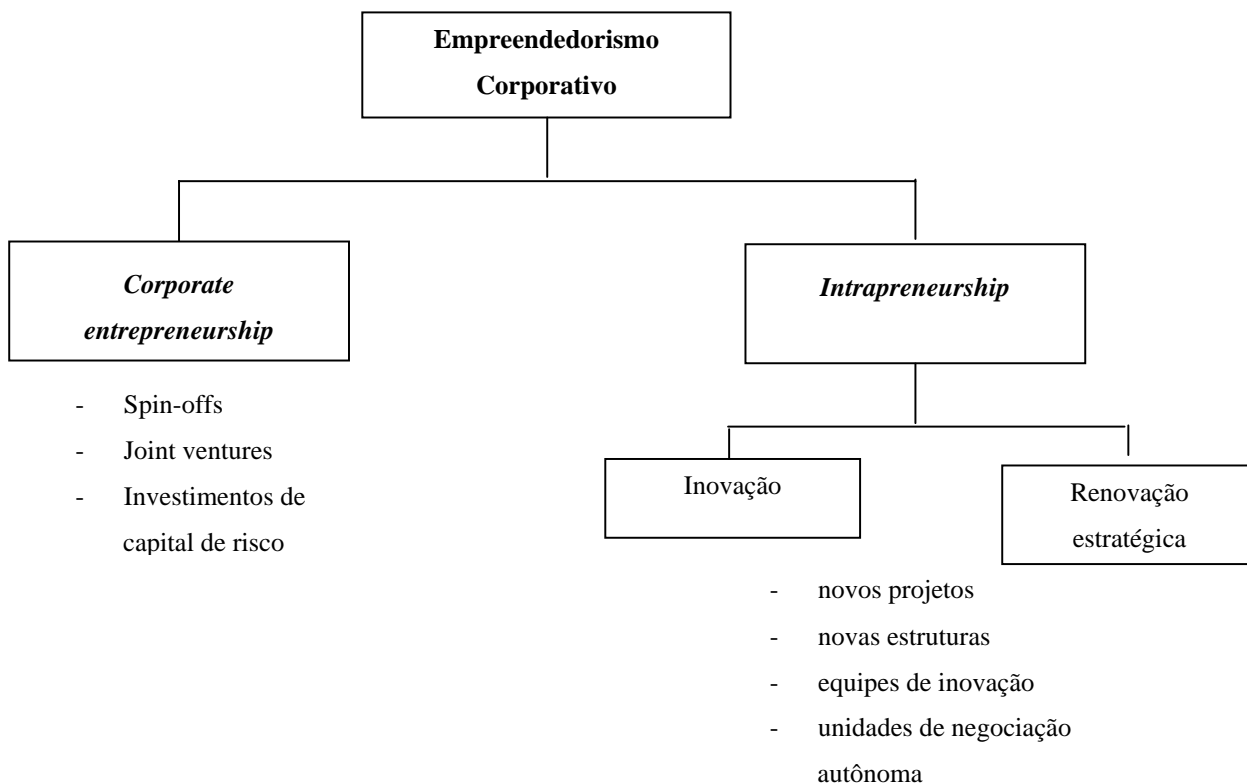 Empreendedorismo
Corporativo
Corporate
entrepreneurship
Intrapreneurship
- Spin-offs
- Joint ventures
- Investimentos de
capital de risco
Inovação
Renovação
estratégica
- novos projetos
- novas estruturas
- equipes de inovação
- unidades de negociação
autônoma